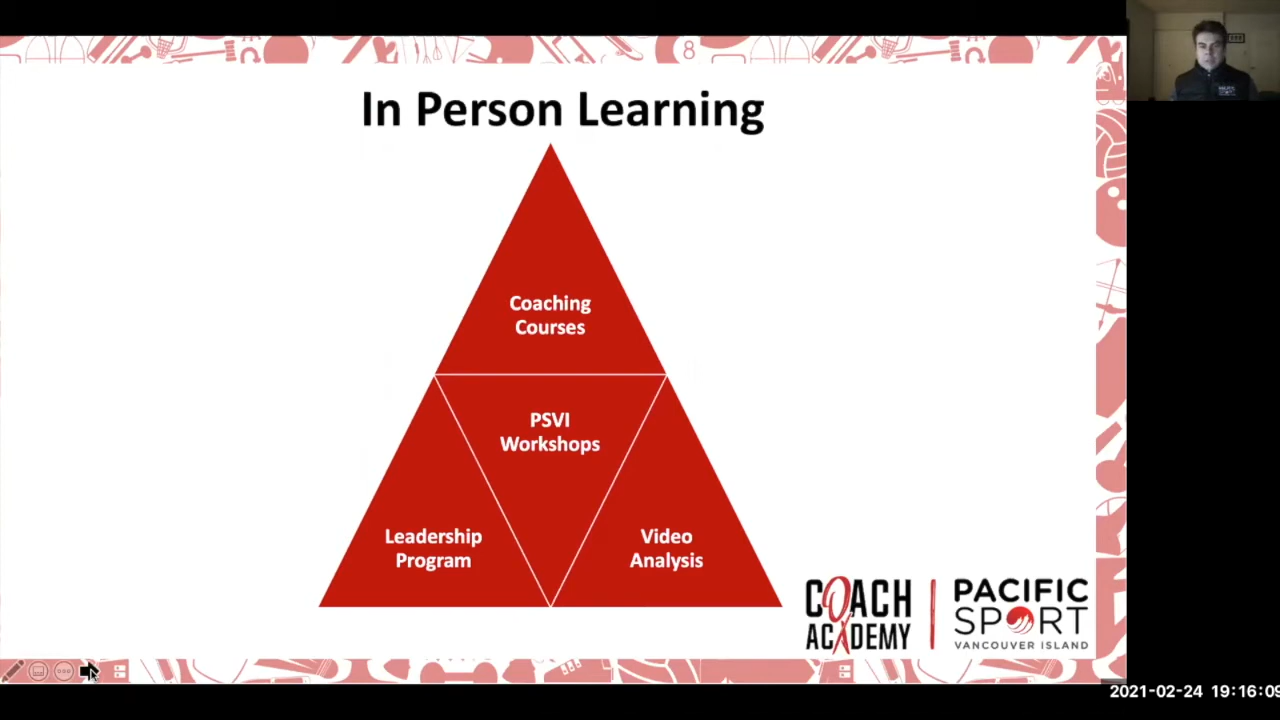 In Person Learning
Coaching
Courses
PSVI
Workshops
Leadership
Program
Video
Analysis
COACH
ACADEMY
PACIFIC
SPORT
VANCOUVER ISLAND
2021-02-24 19:16:09